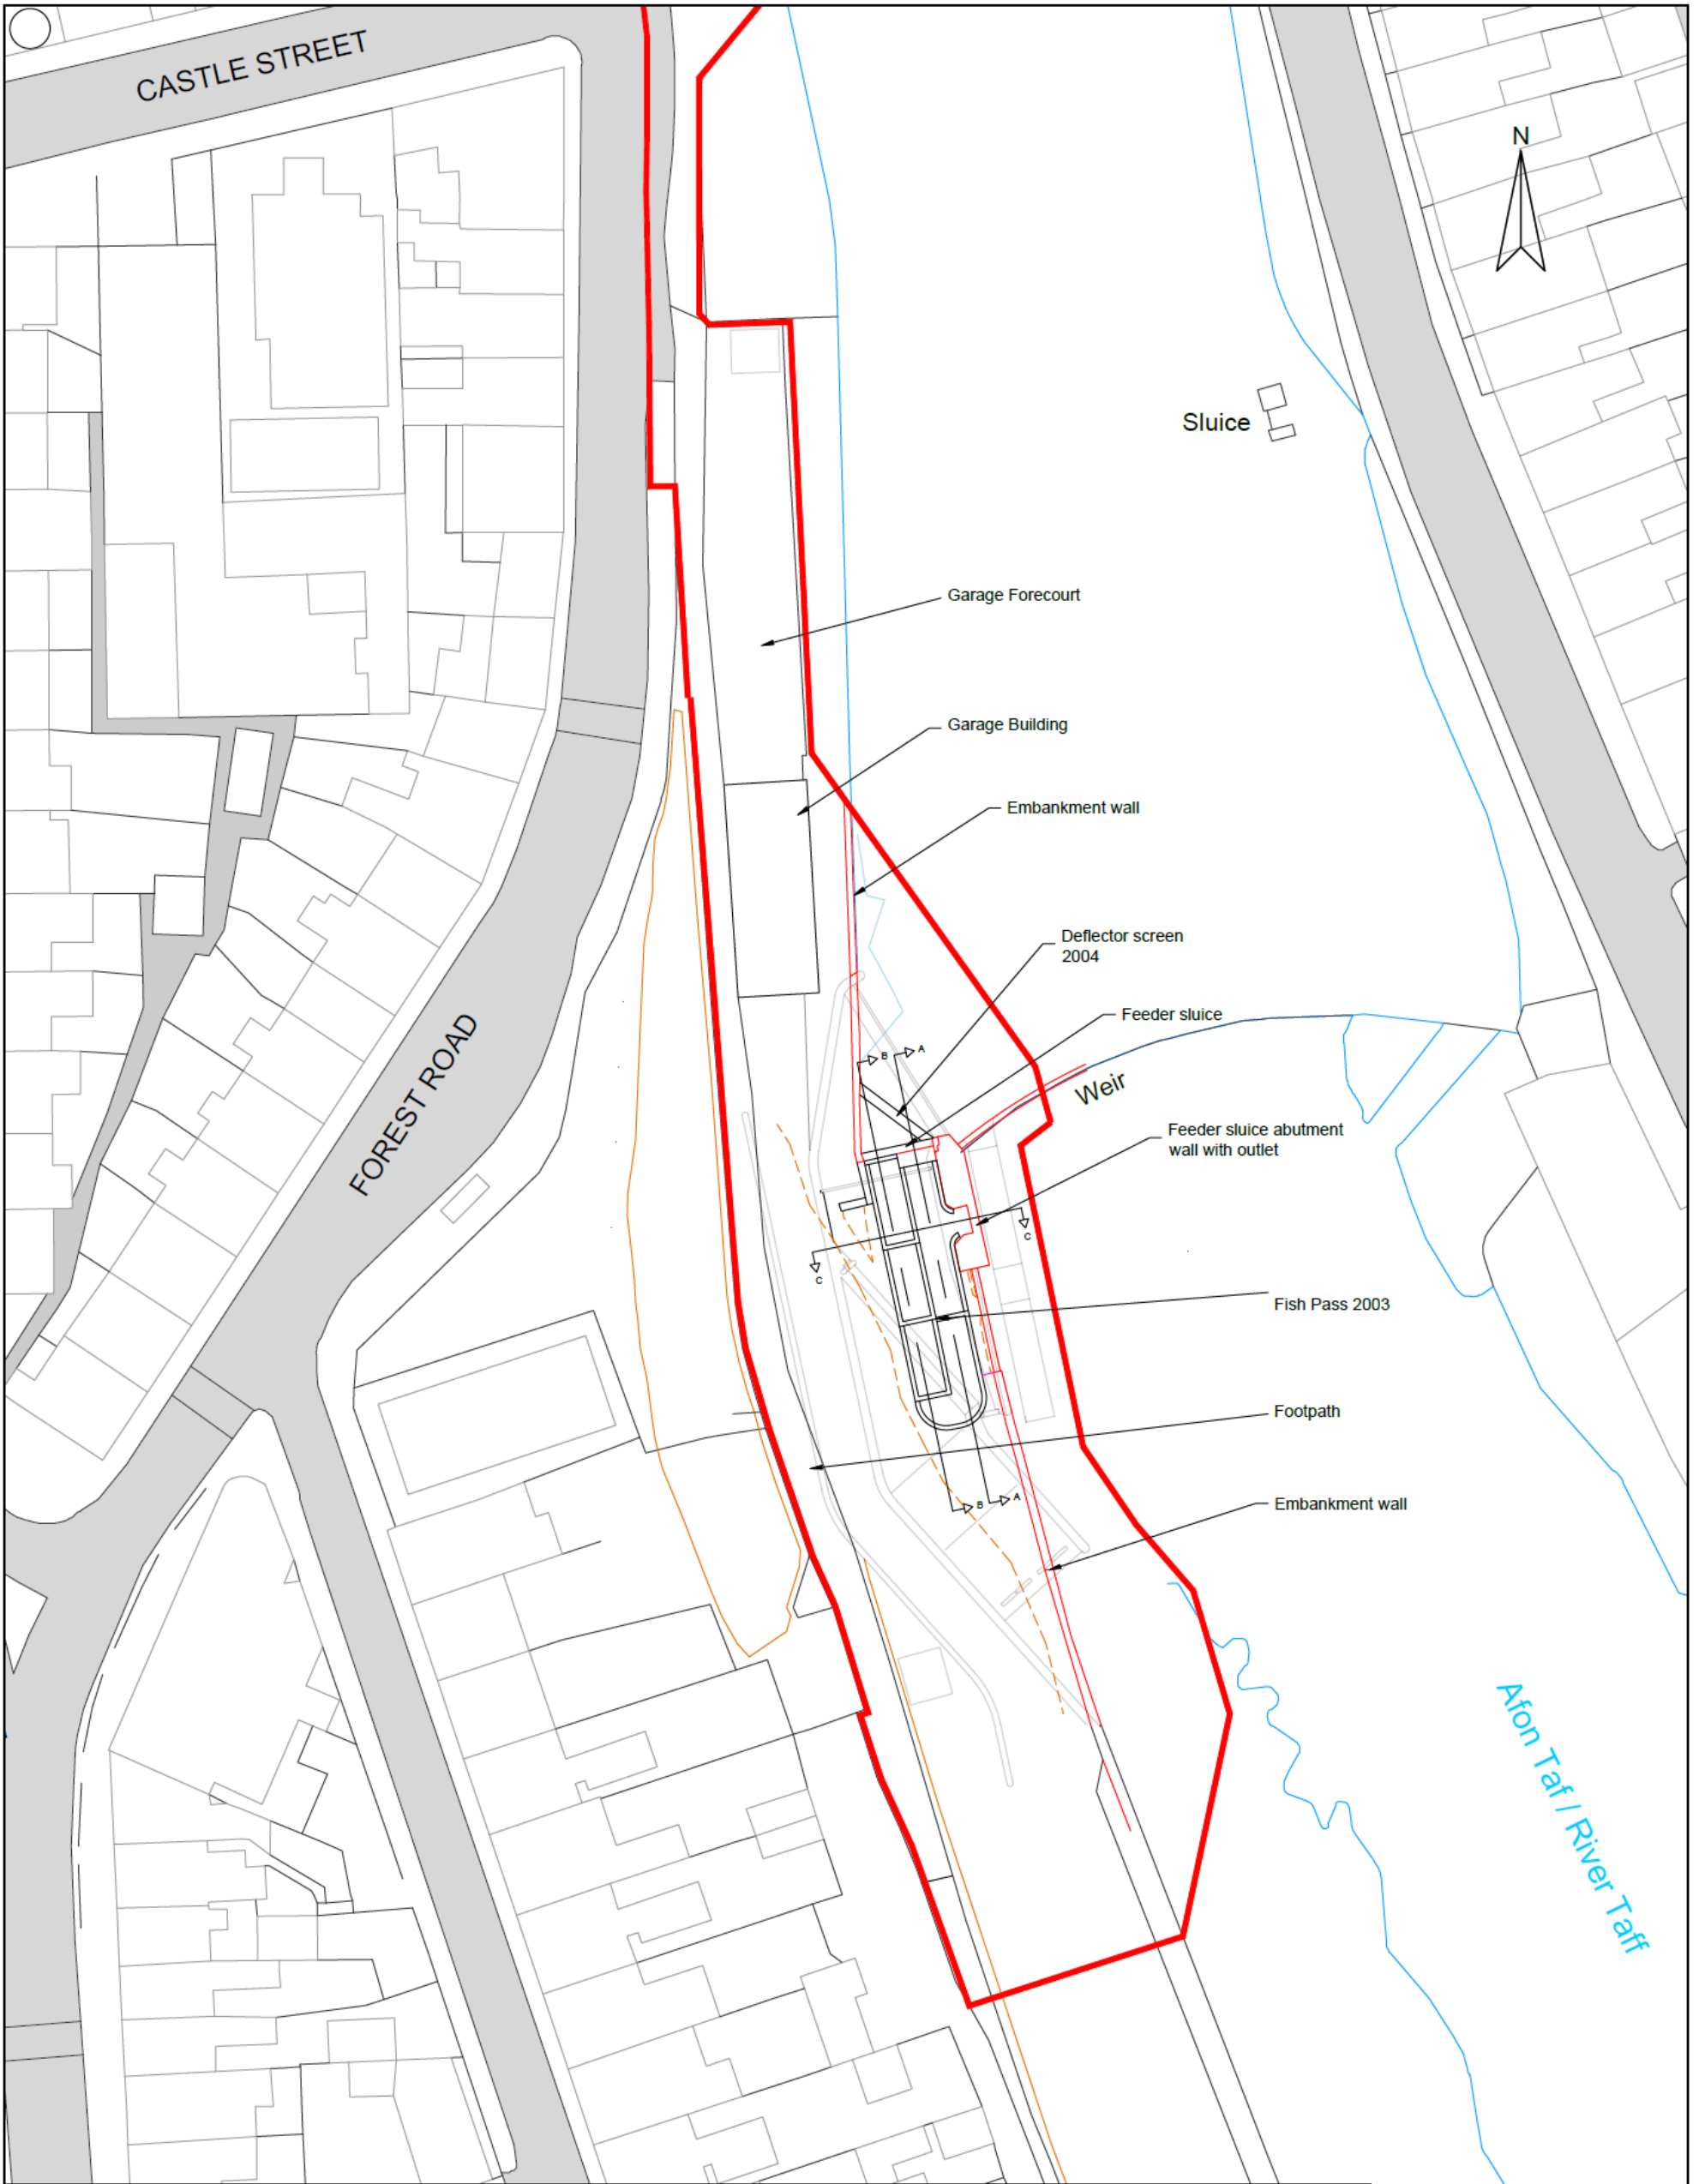 CASTLE STREET
N
Sluice
Garage Forecourt
Garage Building
Embankment wall
Deflector screen
2004
Feeder sluice
B
A
FOREST ROAD
Weir
Feeder sluice abutment
wall with outlet
C
C
Fish Pass 2003
Footpath
B
A
Embankment wall
Afon Taf / River Taff